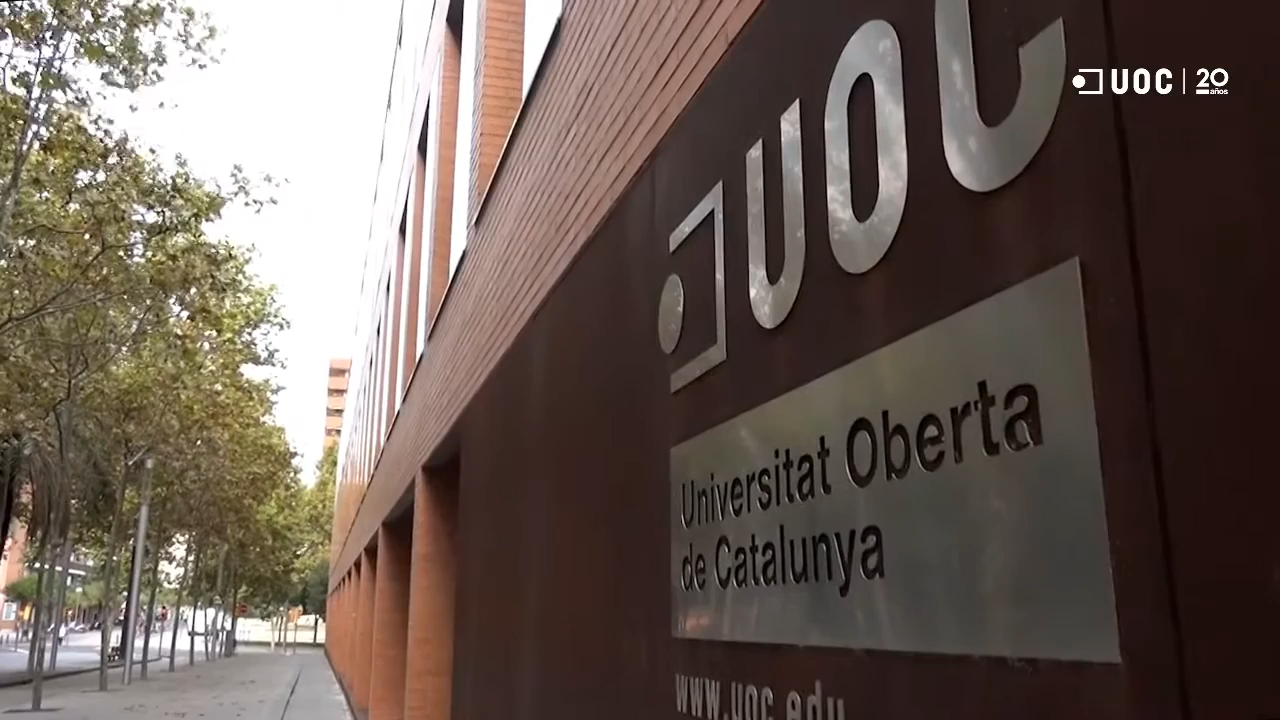 UOC | 20
años
UOC
Universitat Oberta
de Catalunya
www.uoc.edu